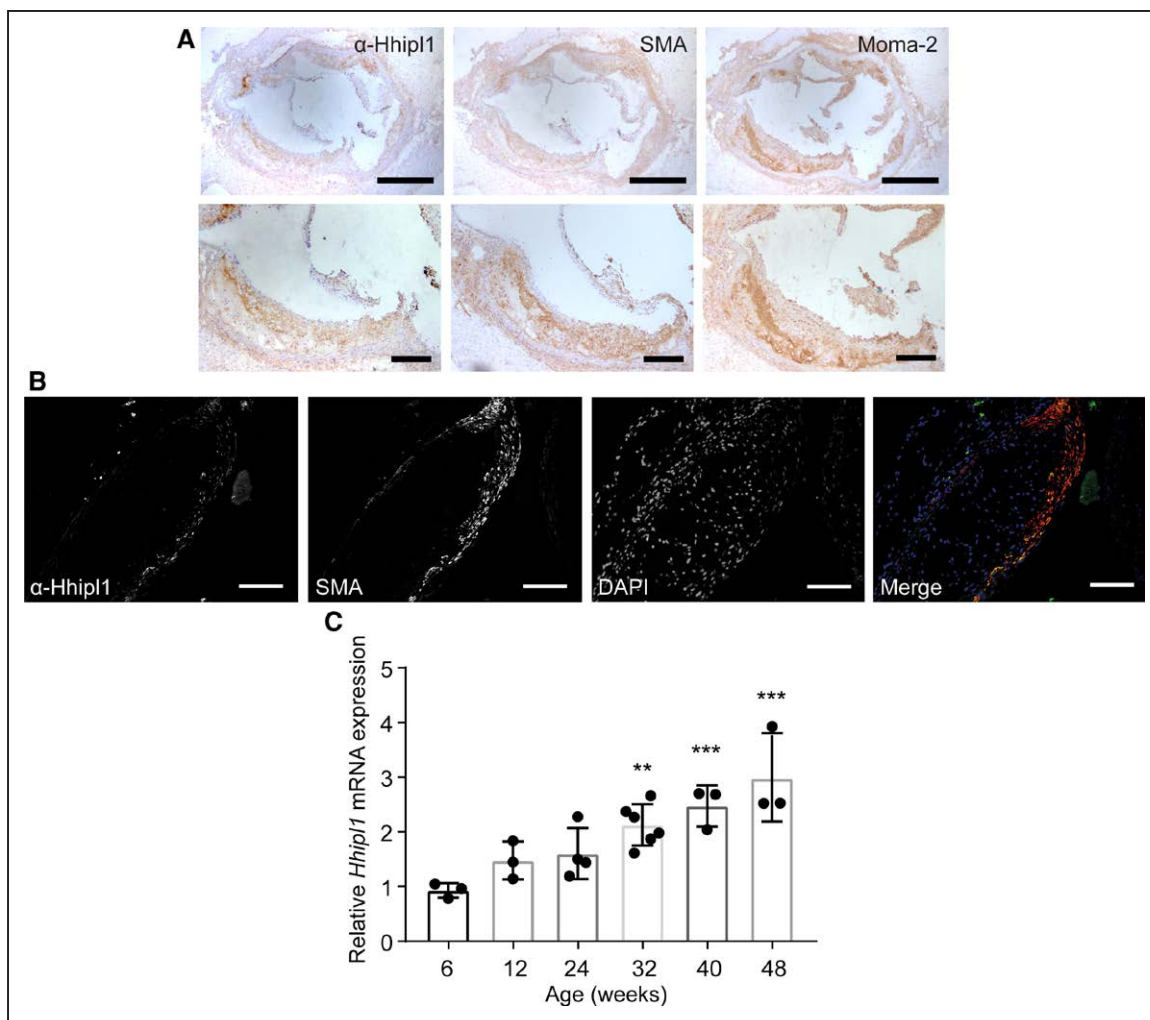 A
α-Hhipl1
SMA
Moma-2
B
α-Hhipl1
SMA
DAPI
Merge
C
Relative Hhipl1 mRNA expression
5
4
3
2
1
0
**
***
***
6 12 24 32 40 48
Age (weeks)